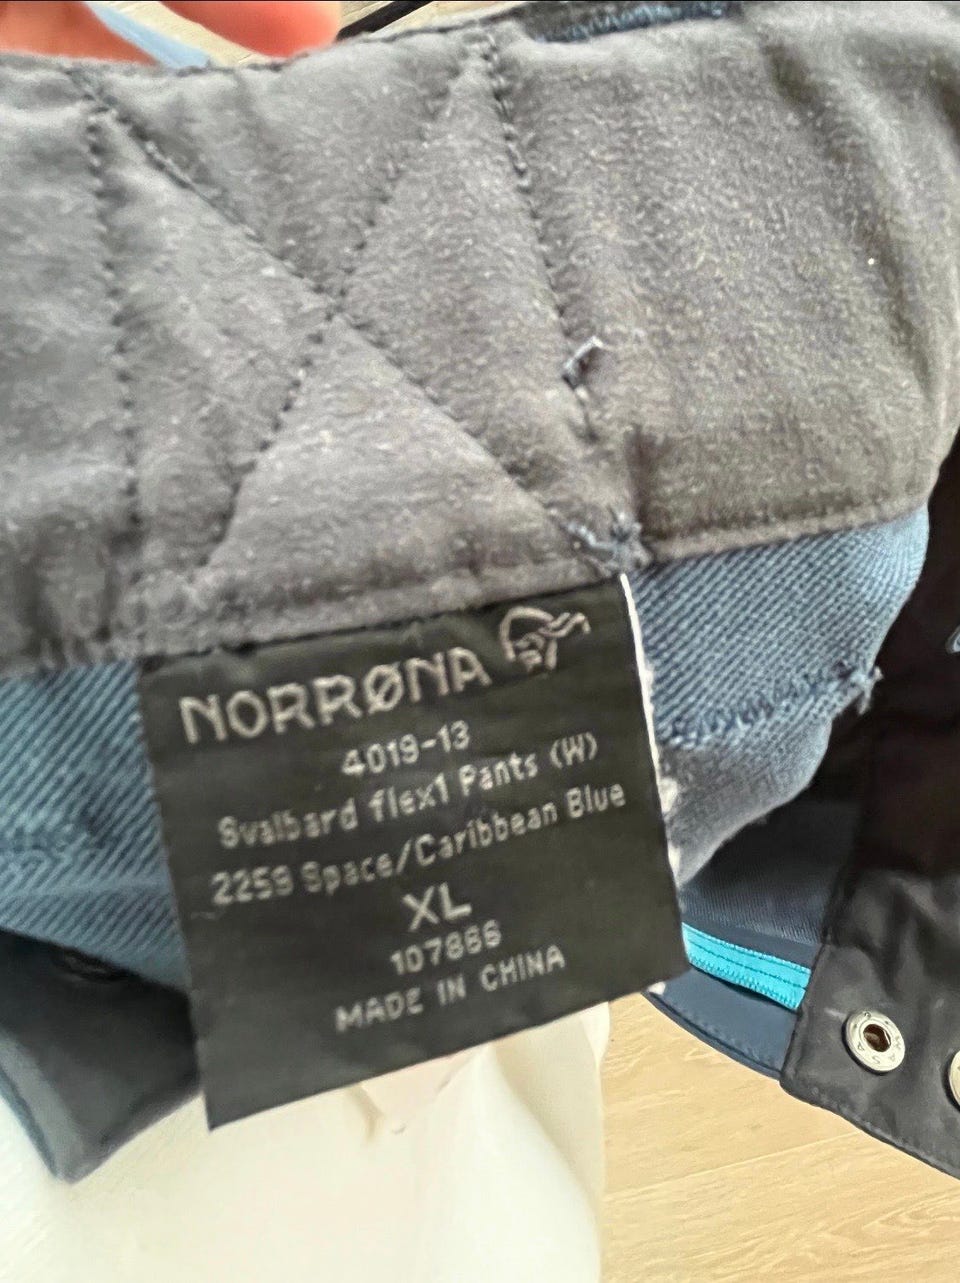 NORRØNA
4019-13
Svalbard flex1 Pants (W)
2259 Space/Caribbean Blue
XL
107866
MADE IN CHINA